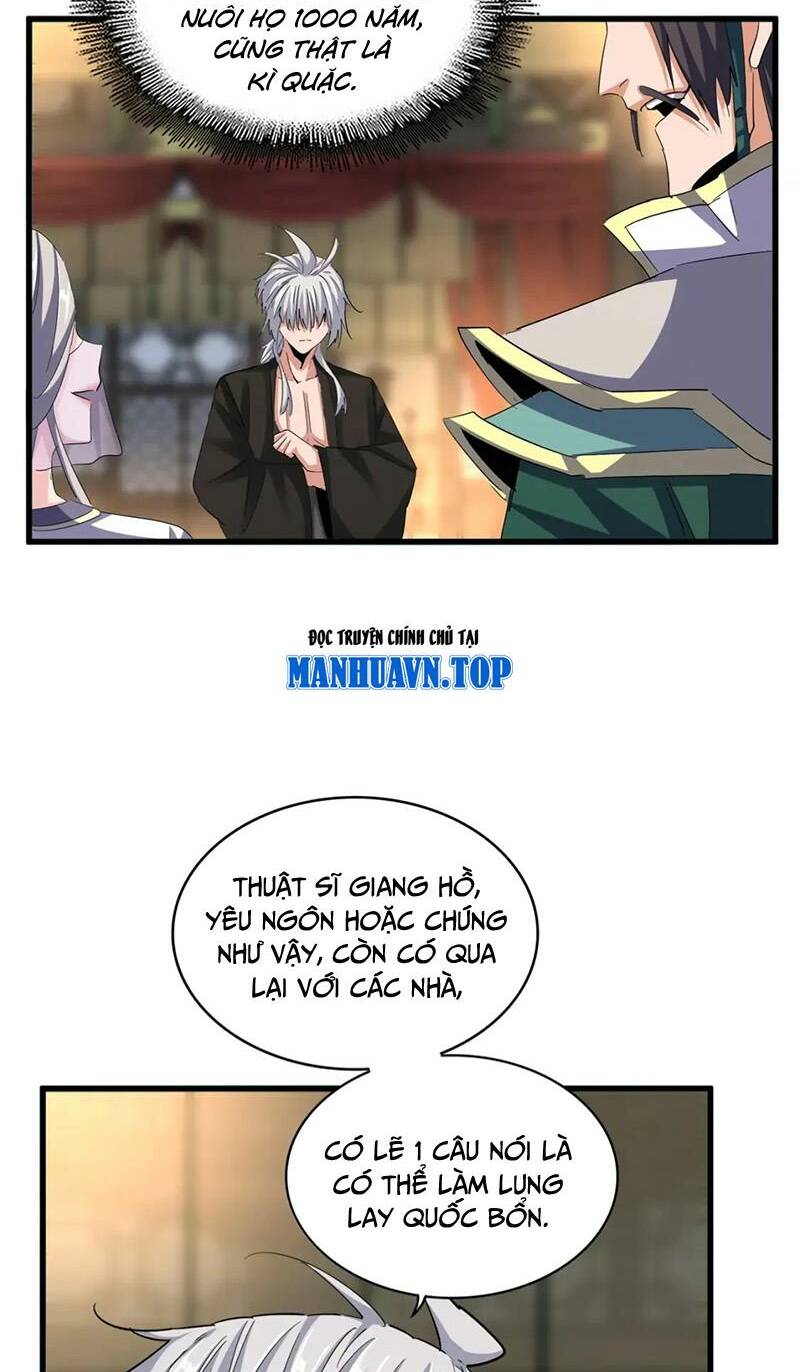 NUÔI HỌ 1000 NĂM,
CŨNG THẬT LÀ
KÌ QUẶC.
ĐỌC TRUYỆN CHÍNH CHỦ TẠI
MANHUAVN.TOP
THUẬT SĨ GIANG HỒ,
YÊU NGÔN HOẶC CHÚNG
NHƯ VẬY, CÒN CÓ QUA
LẠI VỚI CÁC NHÀ,
CÓ LẼ 1 CÂU NÓI LÀ
CÓ THỂ LÀM LUNG
LAY QUỐC BỔN.